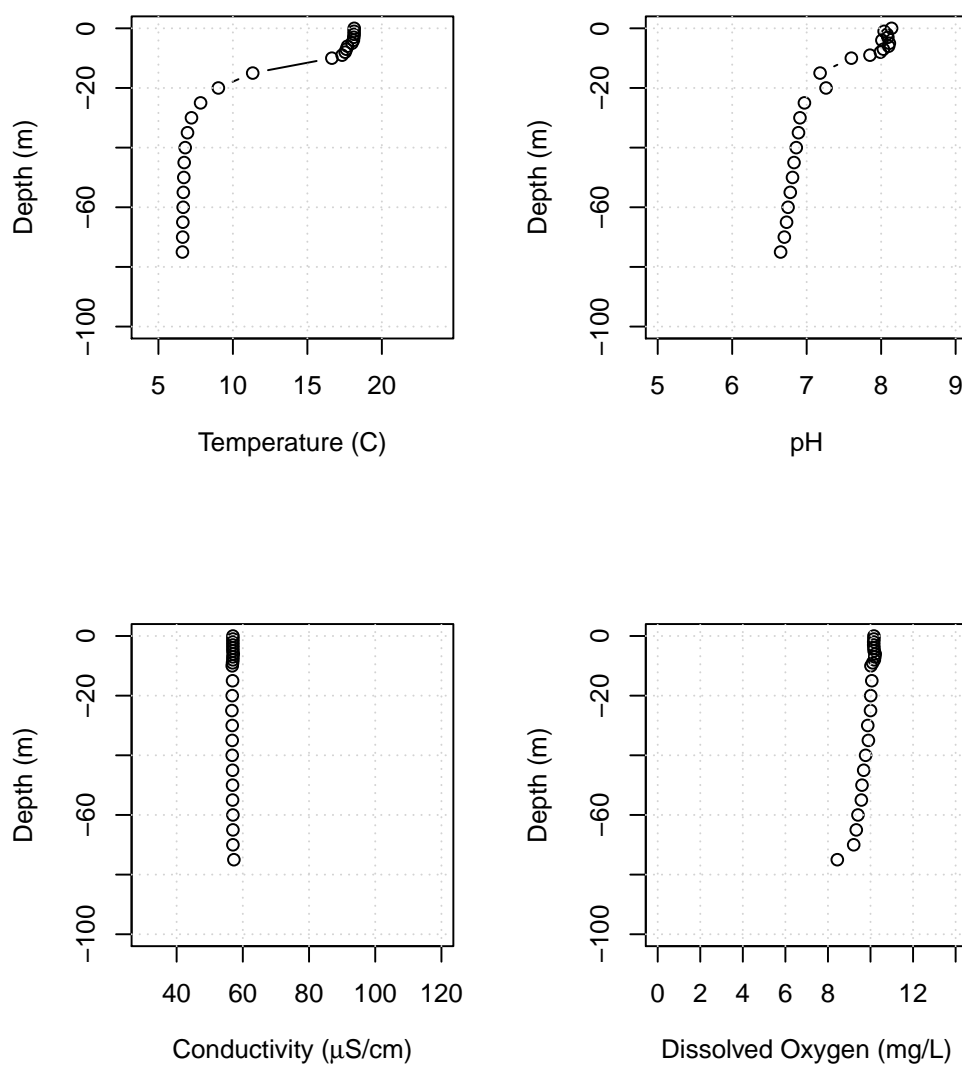 0
−20
−60
−100
Depth (m)
5 10 15 20
Temperature (C)
0
−20
−60
−100
Depth (m)
5 6 7 8 9
pH
0
−20
−60
−100
Depth (m)
40 60 80 100 120
Conductivity (μS/cm)
0
−20
−60
−100
Depth (m)
0 2 4 6 8 12
Dissolved Oxygen (mg/L)